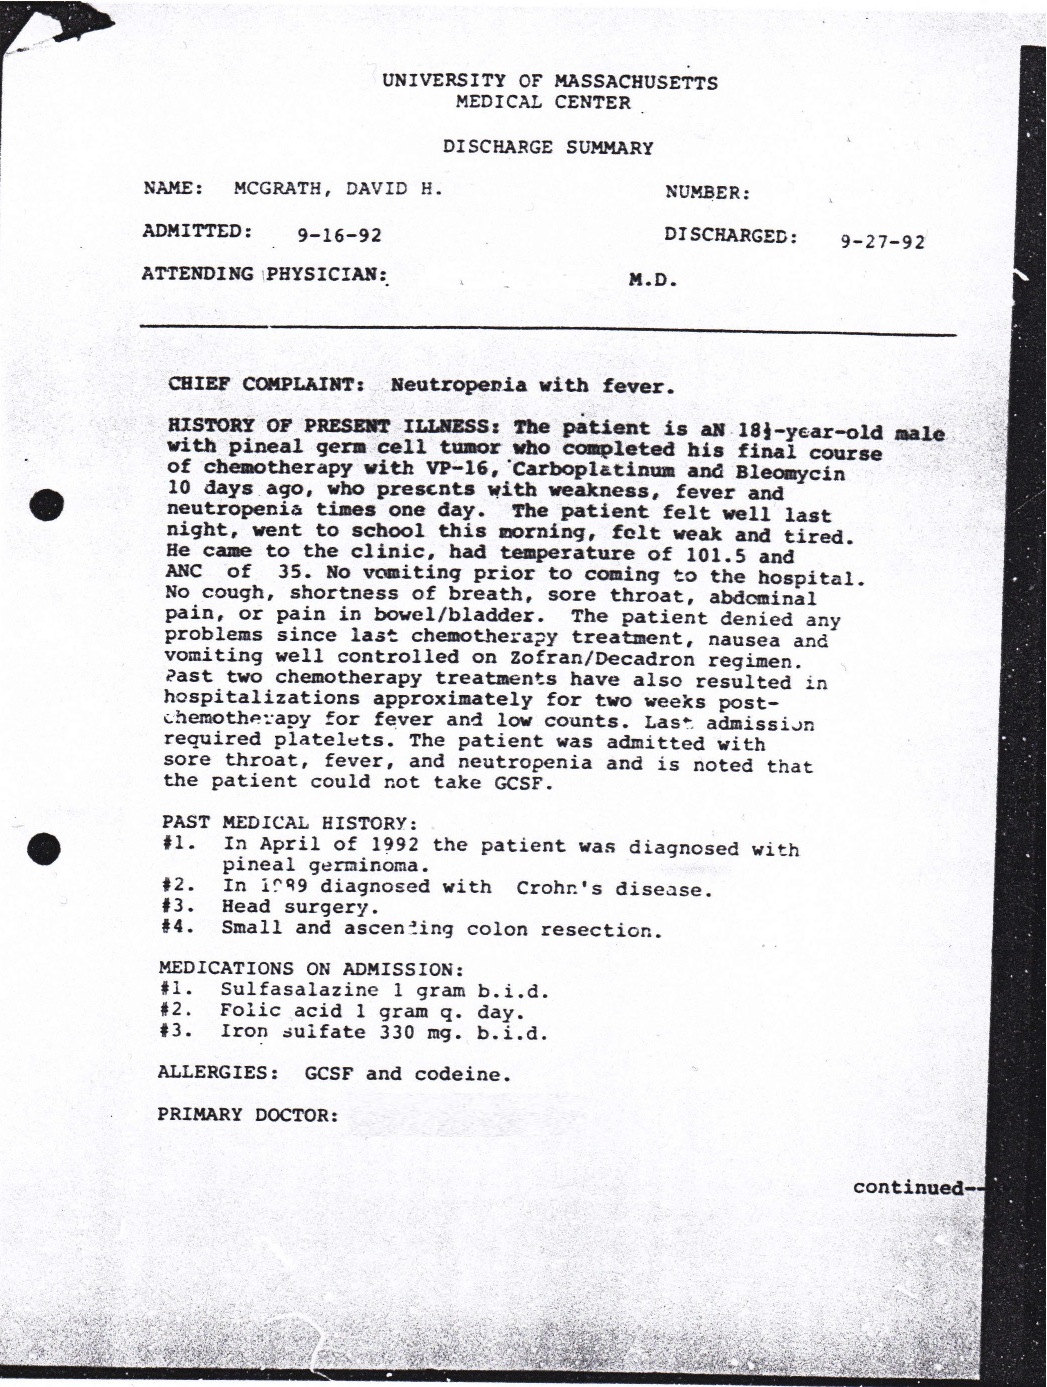 UNIVERSITY OF MASSACHUSETTS
MEDICAL CENTER
DISCHARGE SUMMARY
NAME: MCGRATH, DAVID H. NUMBER:
ADMITTED: 9-16-92 DISCHARGED: 9-27-92
ATTENDING PHYSICIAN: M.D.
CHIEF COMPLAINT: Neutropenia with fever.
HISTORY OF PRESENT ILLNESS: The patient is aN 18½-year-old male
with pineal germ cell tumor who completed his final course
of chemotherapy with VP-16, Carboplatinum and Bleomycin
10 days ago, who presents with weakness, fever and
neutropenia times one day. The patient felt well last
night, went to school this morning, felt weak and tired.
He came to the clinic, had temperature of 101.5 and
ANC of 35. No vomiting prior to coming to the hospital.
No cough, shortness of breath, sore throat, abdominal
pain, or pain in bowel/bladder. The patient denied any
problems since last chemotherapy treatment, nausea and
vomiting well controlled on Zofran/Decadron regimen.
Past two chemotherapy treatments have also resulted in
hospitalizations approximately for two weeks post-
chemotherapy for fever and low counts. Last admission
required platelets. The patient was admitted with
sore throat, fever, and neutropenia and is noted that
the patient could not take GCSF.
PAST MEDICAL HISTORY:
#1. In April of 1992 the patient was diagnosed with
pineal germinoma.
#2. In 1989 diagnosed with Crohn's disease.
#3. Head surgery.
#4. Small and ascending colon resection.
MEDICATIONS ON ADMISSION:
#1. Sulfasalazine 1 gram b.i.d.
#2. Folic acid 1 gram q. day.
#3. Iron sulfate 330 mg. b.i.d.
ALLERGIES: GCSF and codeine.
PRIMARY DOCTOR:
continued--